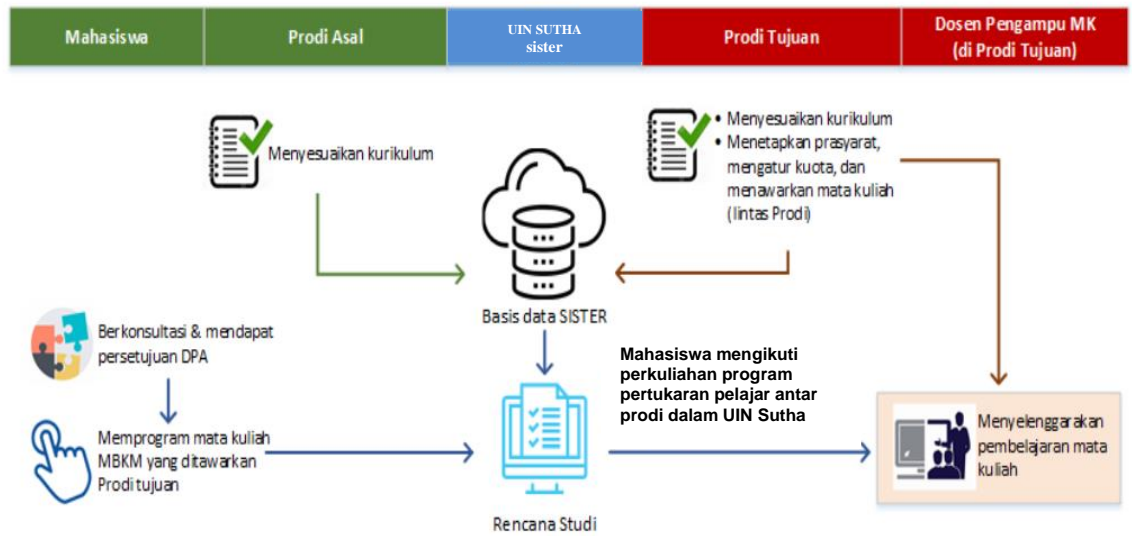 Mahasiswa
Prodi Asal
UIN SUTHA
sister
Prodi Tujuan
Dosen Pengampu MK
(di Prodi Tujuan)
Menyesuaikan kurikulum
• Menyesuaikan kurikulum
• Menetapkan prasyarat,
mengatur kuota, dan
menawarkan mata kuliah
(lintas Prodi)
Basis data SISTER
Berkonsultasi & mendapat
persetujuan DPA
Mahasiswa mengikuti
perkuliahan program
pertukaran pelajar antar
prodi dalam UIN Sutha
Memprogram mata kuliah
MBKM yang ditawarkan
Prodi tujuan
Menyelenggarakan
pembelajaran mata
kuliah
Rencana Studi